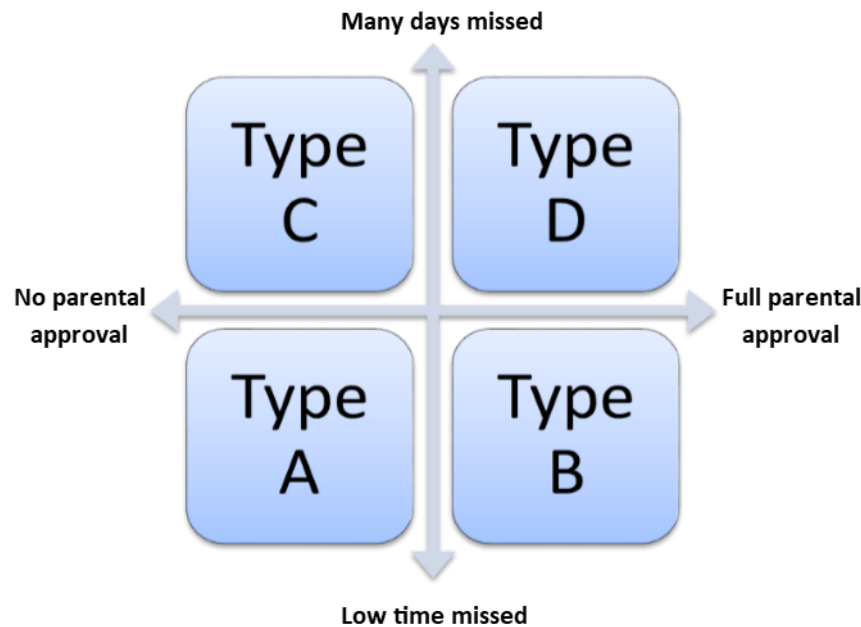 Many days missed
Type
C
Type
D
No parental
approval
Full parental
approval
Type
A
Type
B
Low time missed